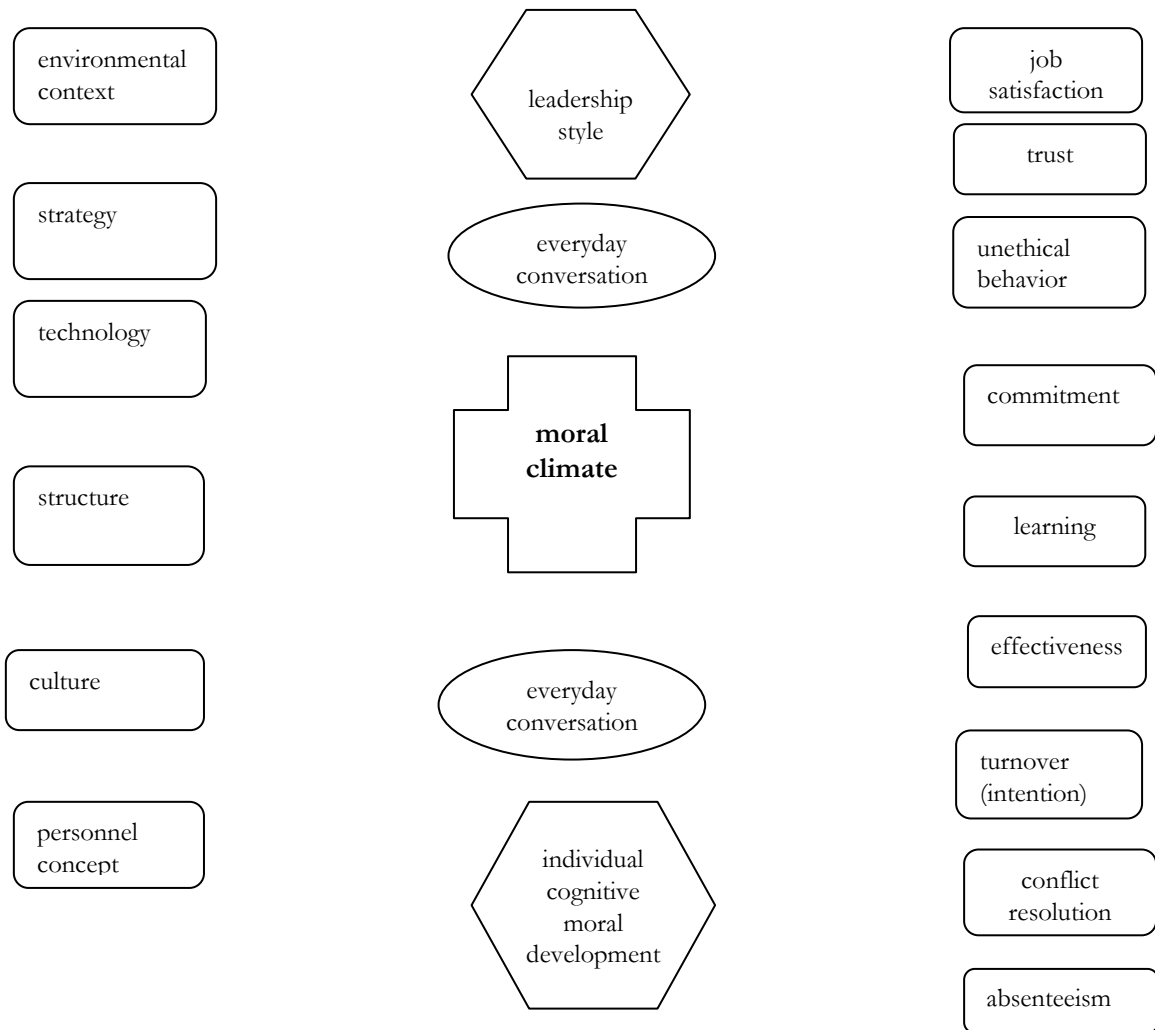 environmental
context
strategy
technology
structure
culture
personnel
concept
leadership
style
everyday
conversation
moral
climate
everyday
conversation
individual
cognitive
moral
development
job
satisfaction
trust
unethical
behavior
commitment
learning
effectiveness
turnover
(intention)
conflict
resolution
absenteeism